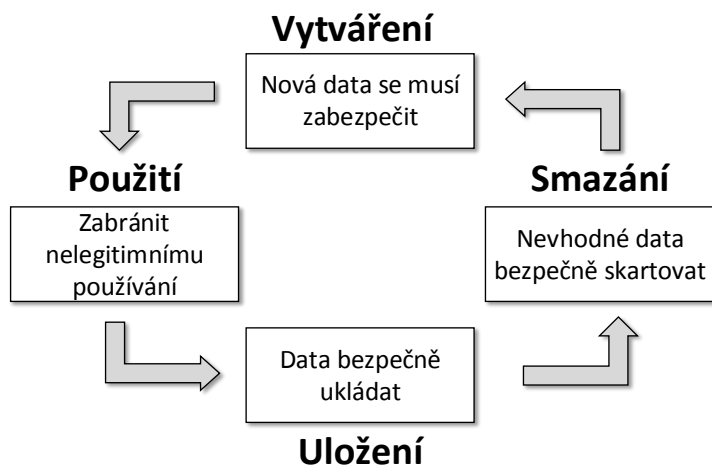 Vytváření
Nová data se musí
zabezpečit
Použití
Zabránit
nelegitimnímu
používání
Smazání
Nevhodné data
bezpečně skartovat
Data bezpečně
ukládat
Uložení